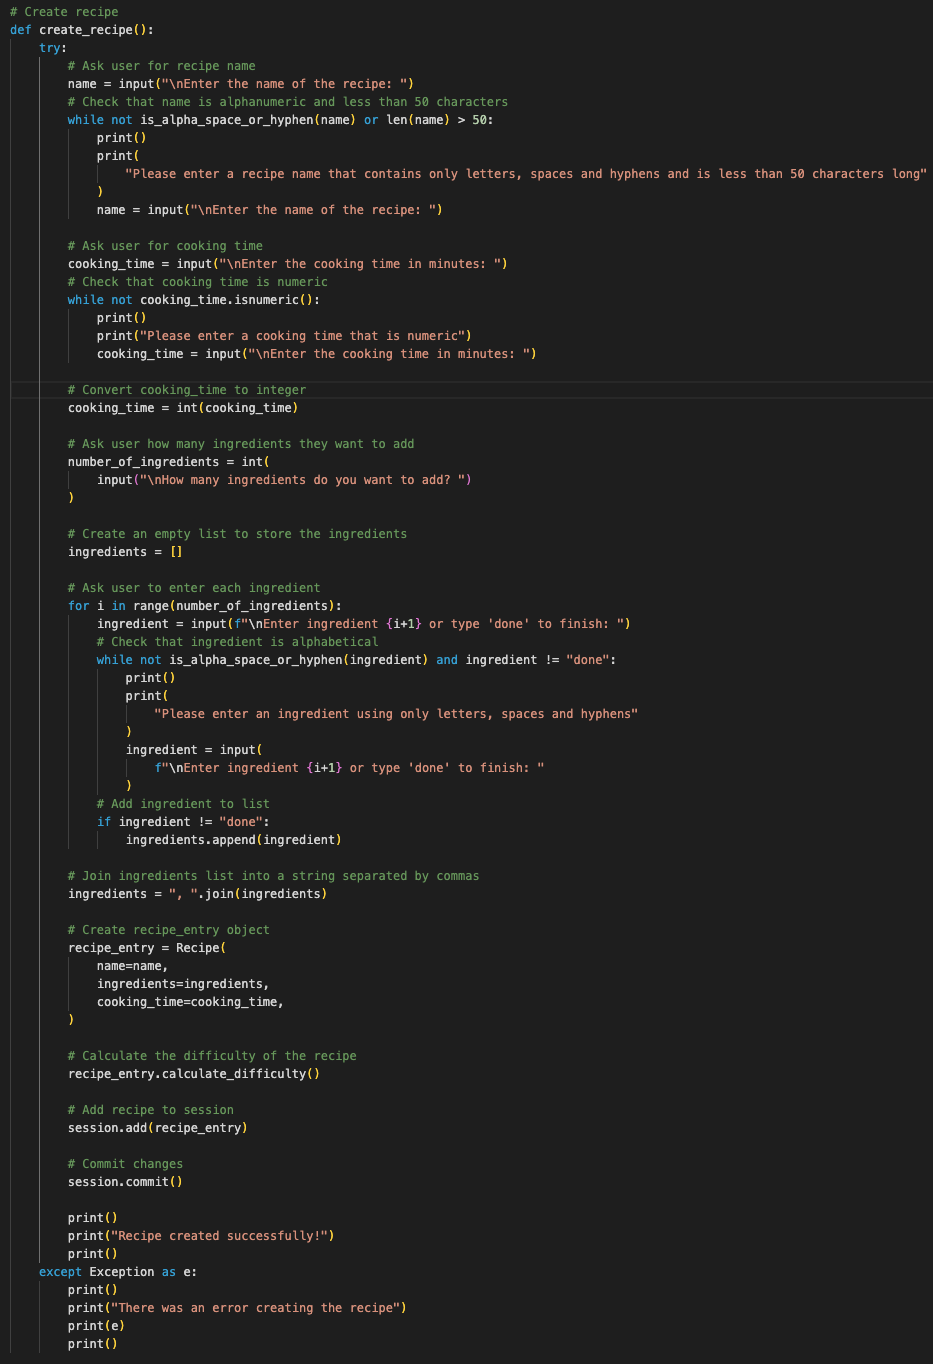 # Create recipe
def create_recipe():
    try:
        # Ask user for recipe name
        name = input("\nEnter the name of the recipe: ")
        # Check that name is alphanumeric and less than 50 characters
        while not is_alpha_space_or_hyphen(name) or len(name) > 50:
            print()
            print(
                "Please enter a recipe name that contains only letters, spaces and hyphens and is less than 50 characters long"
            )
            name = input("\nEnter the name of the recipe: ")

        # Ask user for cooking time
        cooking_time = input("\nEnter the cooking time in minutes: ")
        # Check that cooking time is numeric
        while not cooking_time.isnumeric():
            print()
            print("Please enter a cooking time that is numeric")
            cooking_time = input("\nEnter the cooking time in minutes: ")

        # Convert cooking_time to integer
        cooking_time = int(cooking_time)

        # Ask user how many ingredients they want to add
        number_of_ingredients = int(
            input("\nHow many ingredients do you want to add? ")
        )

        # Create an empty list to store the ingredients
        ingredients = []

        # Ask user to enter each ingredient
        for i in range(number_of_ingredients):
            ingredient = input(f"\nEnter ingredient {i+1} or type 'done' to finish: ")
            # Check that ingredient is alphabetical
            while not is_alpha_space_or_hyphen(ingredient) and ingredient != "done":
                print()
                print(
                    "Please enter an ingredient using only letters, spaces and hyphens"
                )
                ingredient = input(
                    f"\nEnter ingredient {i+1} or type 'done' to finish: "
                )
            # Add ingredient to list
            if ingredient != "done":
                ingredients.append(ingredient)

        # Join ingredients list into a string separated by commas
        ingredients = ", ".join(ingredients)

        # Create recipe_entry object
        recipe_entry = Recipe(
            name=name,
            ingredients=ingredients,
            cooking_time=cooking_time,
        )

        # Calculate the difficulty of the recipe
        recipe_entry.calculate_difficulty()

        # Add recipe to session
        session.add(recipe_entry)

        # Commit changes
        session.commit()

        print()
        print("Recipe created successfully!")
        print()
    except Exception as e:
        print()
        print("There was an error creating the recipe")
        print(e)
        print()